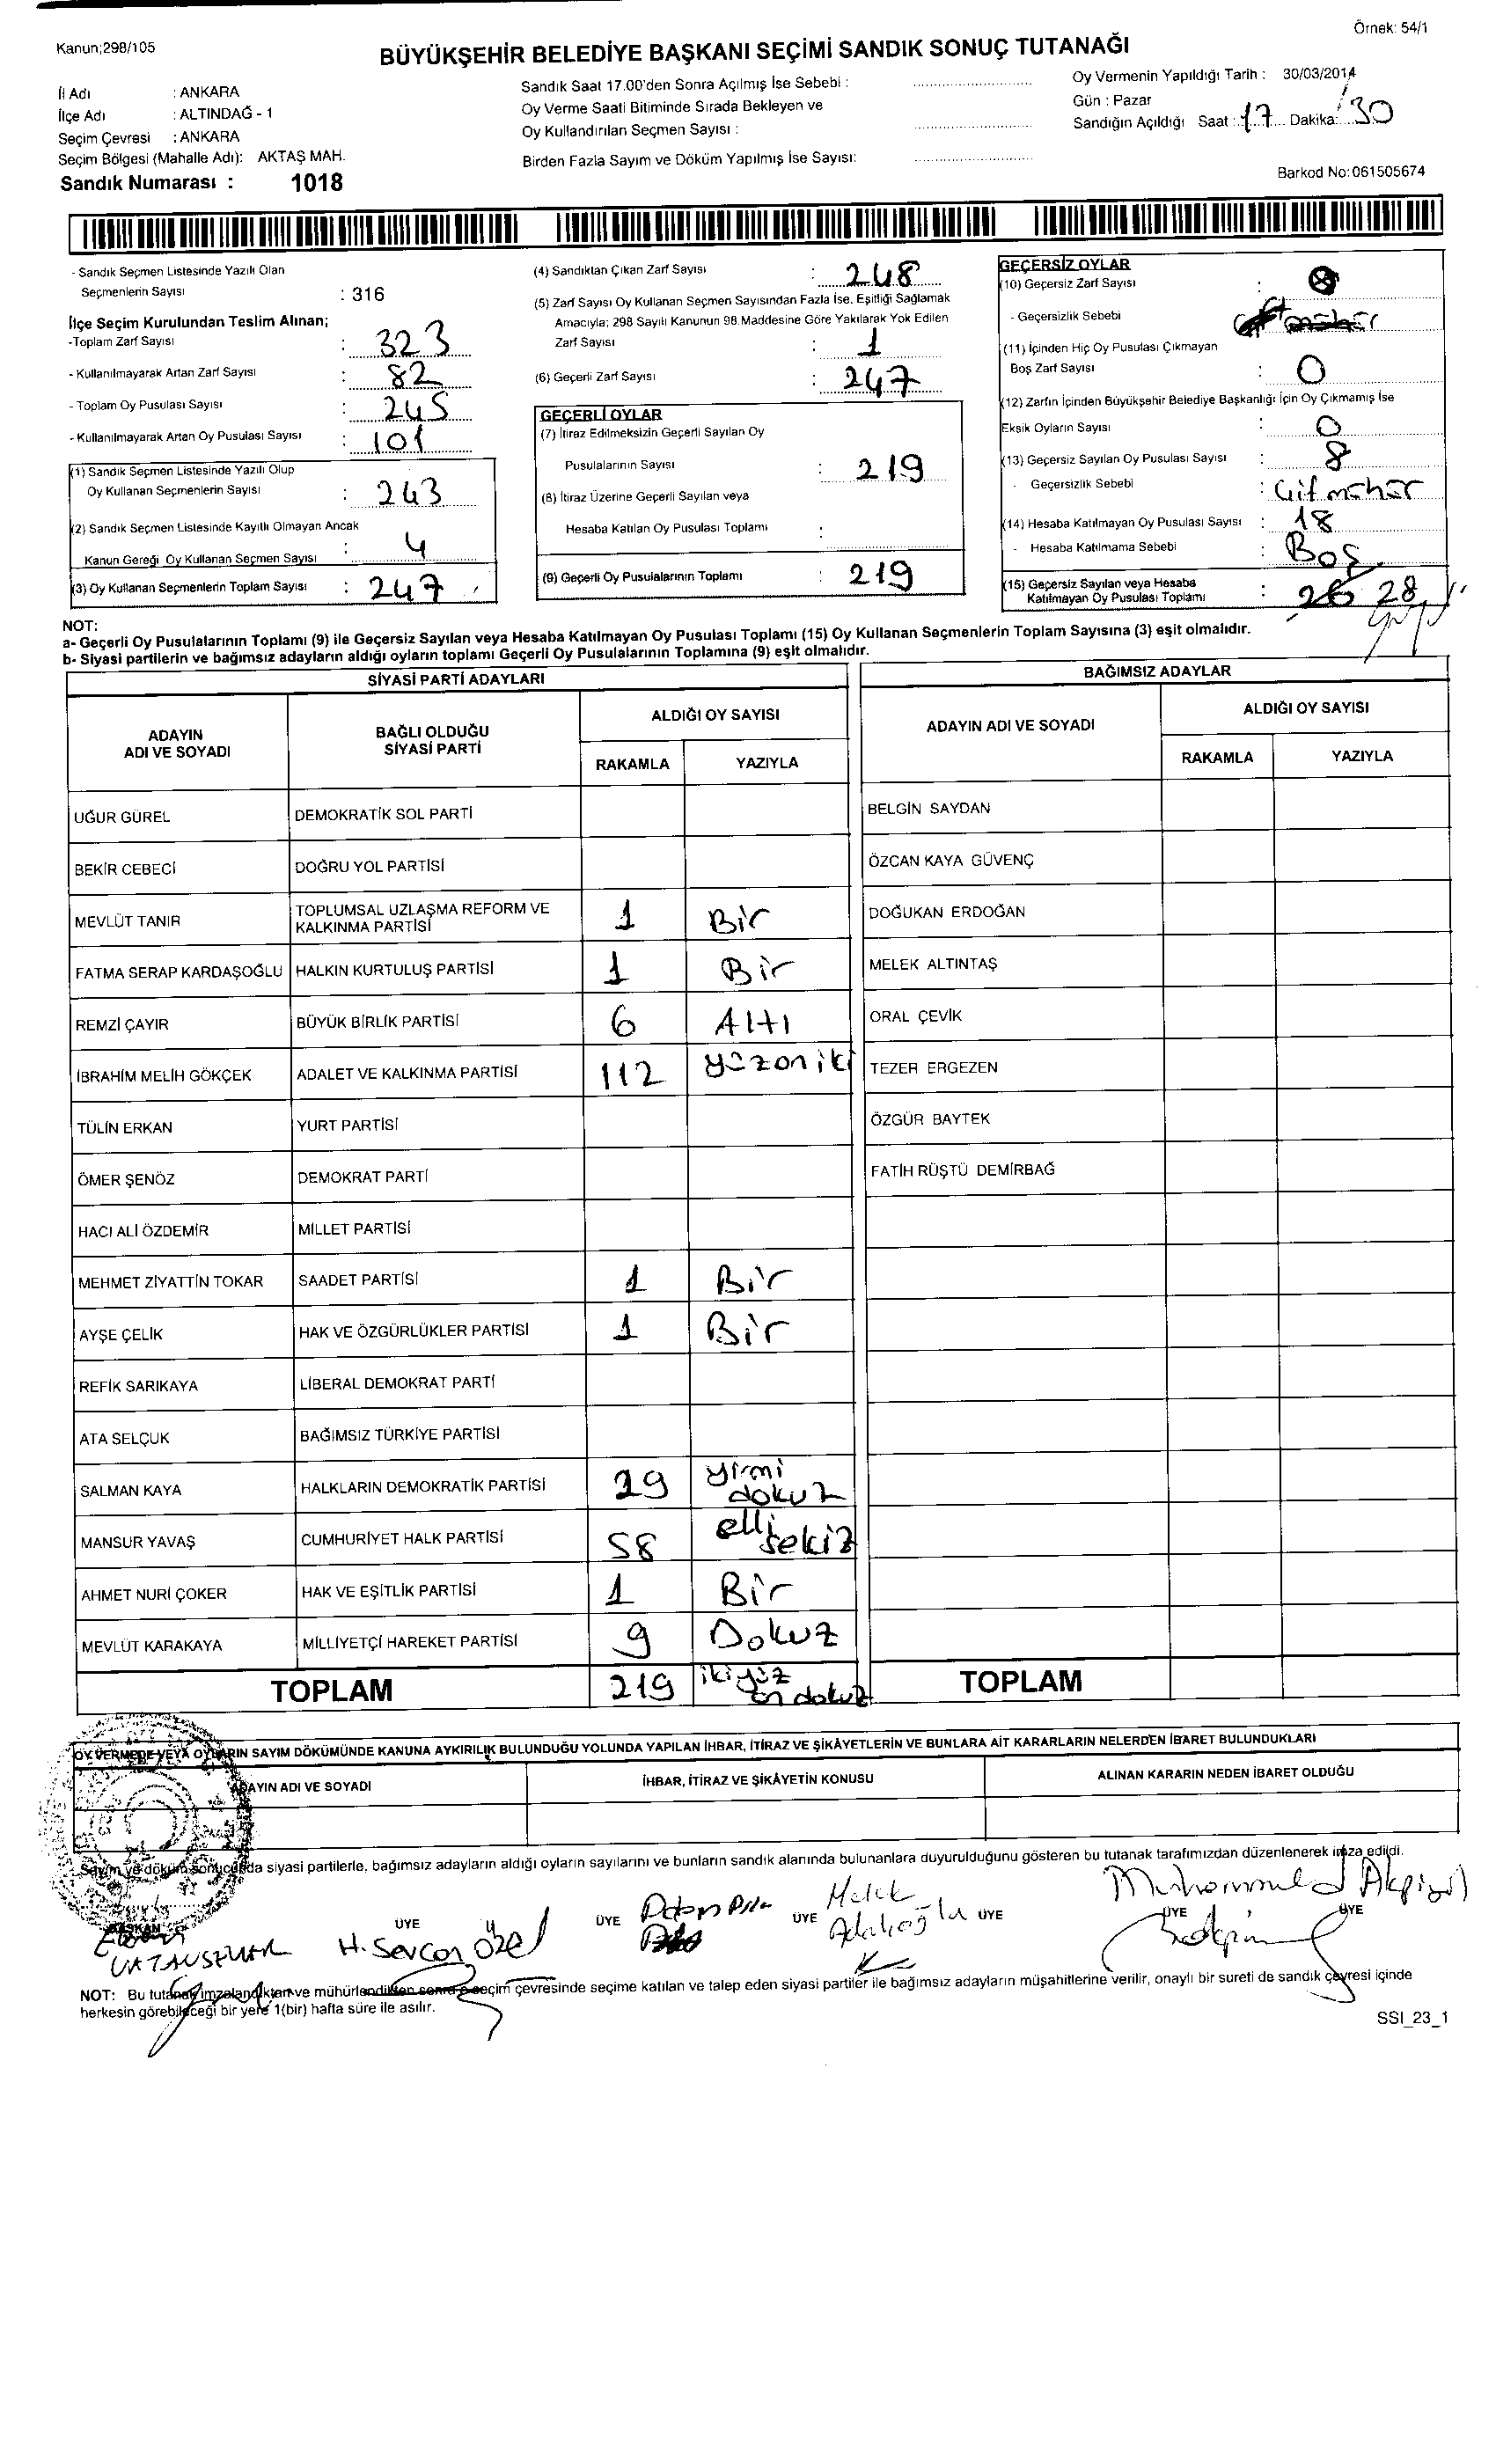 Örnek: 54/1
Kanun;298/105
BÜYÜKŞEHİR BELEDİYE BAŞKANI SEÇİMİ SANDIK SONUÇ TUTANAĞI
İl Adı : ANKARA
İlçe Adı : ALTINDAĞ - 1
Seçim Çevresi : ANKARA
Seçim Bölgesi (Mahalle Adı): AKTAŞ MAH.
Sandık Numarası : 1018
Sandık Saat 17.00'den Sonra Açılmış İse Sebebi :
Oy Verme Saati Bitiminde Sırada Bekleyen ve
Oy Kullandırılan Seçmen Sayısı :
Birden Fazla Sayım ve Döküm Yapılmış İse Sayısı:
Oy Vermenin Yapıldığı Tarih : 30/03/2014
Gün : Pazar
Sandığın Açıldığı Saat : 17 Dakika: 30
Barkod No:061505674
- Sandık Seçmen Listesinde Yazılı Olan
Seçmenlerin Sayısı : 316
İlçe Seçim Kurulundan Teslim Alınan;
-Toplam Zarf Sayısı : 323
- Kullanılmayarak Artan Zarf Sayısı : 82
- Toplam Oy Pusulası Sayısı : 245
- Kullanılmayarak Artan Oy Pusulası Sayısı : 101
(1) Sandık Seçmen Listesinde Yazılı Olup
Oy Kullanan Seçmenlerin Sayısı : 243
(2) Sandık Seçmen Listesinde Kayıtlı Olmayan Ancak
Kanun Gereği Oy Kullanan Seçmen Sayısı : 4
(3) Oy Kullanan Seçmenlerin Toplam Sayısı : 247
(4) Sandıktan Çıkan Zarf Sayısı : 248
(5) Zarf Sayısı Oy Kullanan Seçmen Sayısından Fazla İse, Eşitliği Sağlamak
Amacıyla; 298 Sayılı Kanunun 98.Maddesine Göre Yakılarak Yok Edilen
Zarf Sayısı : 1
(6) Geçerli Zarf Sayısı : 247
GEÇERLİ OYLAR
(7) İtiraz Edilmeksizin Geçerli Sayılan Oy
Pusulalarının Sayısı : 219
(8) İtiraz Üzerine Geçerli Sayılan veya
Hesaba Katılan Oy Pusulası Toplamı :
(9) Geçerli Oy Pusulalarının Toplamı : 219
GEÇERSİZ OYLAR
(10) Geçersiz Zarf Sayısı :
- Geçersizlik Sebebi
(11) İçinden Hiç Oy Pusulası Çıkmayan
Boş Zarf Sayısı : 0
(12) Zarfın İçinden Büyükşehir Belediye Başkanlığı İçin Oy Çıkmamış İse
Eksik Oyların Sayısı : 0
(13) Geçersiz Sayılan Oy Pusulası Sayısı : 8
- Geçersizlik Sebebi : Çift mühür
(14) Hesaba Katılmayan Oy Pusulası Sayısı : 18
- Hesaba Katılmama Sebebi : Boş
(15) Geçersiz Sayılan veya Hesaba
Katılmayan Oy Pusulası Toplamı : 26 28
NOT:
a- Geçerli Oy Pusulalarının Toplamı (9) ile Geçersiz Sayılan veya Hesaba Katılmayan Oy Pusulası Toplamı (15) Oy Kullanan Seçmenlerin Toplam Sayısına (3) eşit olmalıdır.
b- Siyasi partilerin ve bağımsız adayların aldığı oyların toplamı Geçerli Oy Pusulalarının Toplamına (9) eşit olmalıdır.
SİYASİ PARTİ ADAYLARI
ADAYIN ADI VE SOYADI BAĞLI OLDUĞU SİYASİ PARTİ ALDIĞI OY SAYISI
RAKAMLA YAZIYLA
UĞUR GÜREL DEMOKRATİK SOL PARTİ
BEKİR CEBECİ DOĞRU YOL PARTİSİ
MEVLÜT TANIR TOPLUMSAL UZLAŞMA REFORM VE KALKINMA PARTİSİ 1 Bir
FATMA SERAP KARDAŞOĞLU HALKIN KURTULUŞ PARTİSİ 1 Bir
REMZİ ÇAYIR BÜYÜK BİRLİK PARTİSİ 6 Altı
İBRAHİM MELİH GÖKÇEK ADALET VE KALKINMA PARTİSİ 112 yüzoniki
TÜLİN ERKAN YURT PARTİSİ
ÖMER ŞENÖZ DEMOKRAT PARTİ
HACI ALİ ÖZDEMİR MİLLET PARTİSİ
MEHMET ZİYATTİN TOKAR SAADET PARTİSİ 1 Bir
AYŞE ÇELİK HAK VE ÖZGÜRLÜKLER PARTİSİ 1 Bir
REFİK SARIKAYA LİBERAL DEMOKRAT PARTİ
ATA SELÇUK BAĞIMSIZ TÜRKİYE PARTİSİ
SALMAN KAYA HALKLARIN DEMOKRATİK PARTİSİ 29 yirmi dokuz
MANSUR YAVAŞ CUMHURİYET HALK PARTİSİ 58 elli sekiz
AHMET NURİ ÇOKER HAK VE EŞİTLİK PARTİSİ 1 Bir
MEVLÜT KARAKAYA MİLLİYETÇİ HAREKET PARTİSİ 9 Dokuz
TOPLAM 219 ikiyüz on dokuz
BAĞIMSIZ ADAYLAR
ADAYIN ADI VE SOYADI ALDIĞI OY SAYISI
RAKAMLA YAZIYLA
BELGİN SAYDAN
ÖZCAN KAYA GÜVENÇ
DOĞUKAN ERDOĞAN
MELEK ALTINTAŞ
ORAL ÇEVİK
TEZER ERGEZEN
ÖZGÜR BAYTEK
FATİH RÜŞTÜ DEMİRBAĞ
TOPLAM
OY VERMEDE VEYA OYLARIN SAYIM DÖKÜMÜNDE KANUNA AYKIRILIK BULUNDUĞU YOLUNDA YAPILAN İHBAR, İTİRAZ VE ŞİKÂYETLERİN VE BUNLARA AİT KARARLARIN NELERDEN İBARET BULUNDUKLARI
ADAYIN ADI VE SOYADI İHBAR, İTİRAZ VE ŞİKÂYETİN KONUSU ALINAN KARARIN NEDEN İBARET OLDUĞU
Sayım ve döküm sonucunda siyasi partilerle, bağımsız adayların aldığı oyların sayılarını ve bunların sandık alanında bulunanlara duyurulduğunu gösteren bu tutanak tarafımızdan düzenlenerek imza edildi.
BAŞKAN ÜYE ÜYE ÜYE ÜYE ÜYE ÜYE
H. Sevcan Özel
Melek
NOT: Bu tutanak imzalandıktan ve mühürlendikten sonra seçim çevresinde seçime katılan ve talep eden siyasi partiler ile bağımsız adayların müşahitlerine verilir, onaylı bir sureti de sandık çevresi içinde
herkesin görebileceği bir yere 1(bir) hafta süre ile asılır.
SSI_23_1